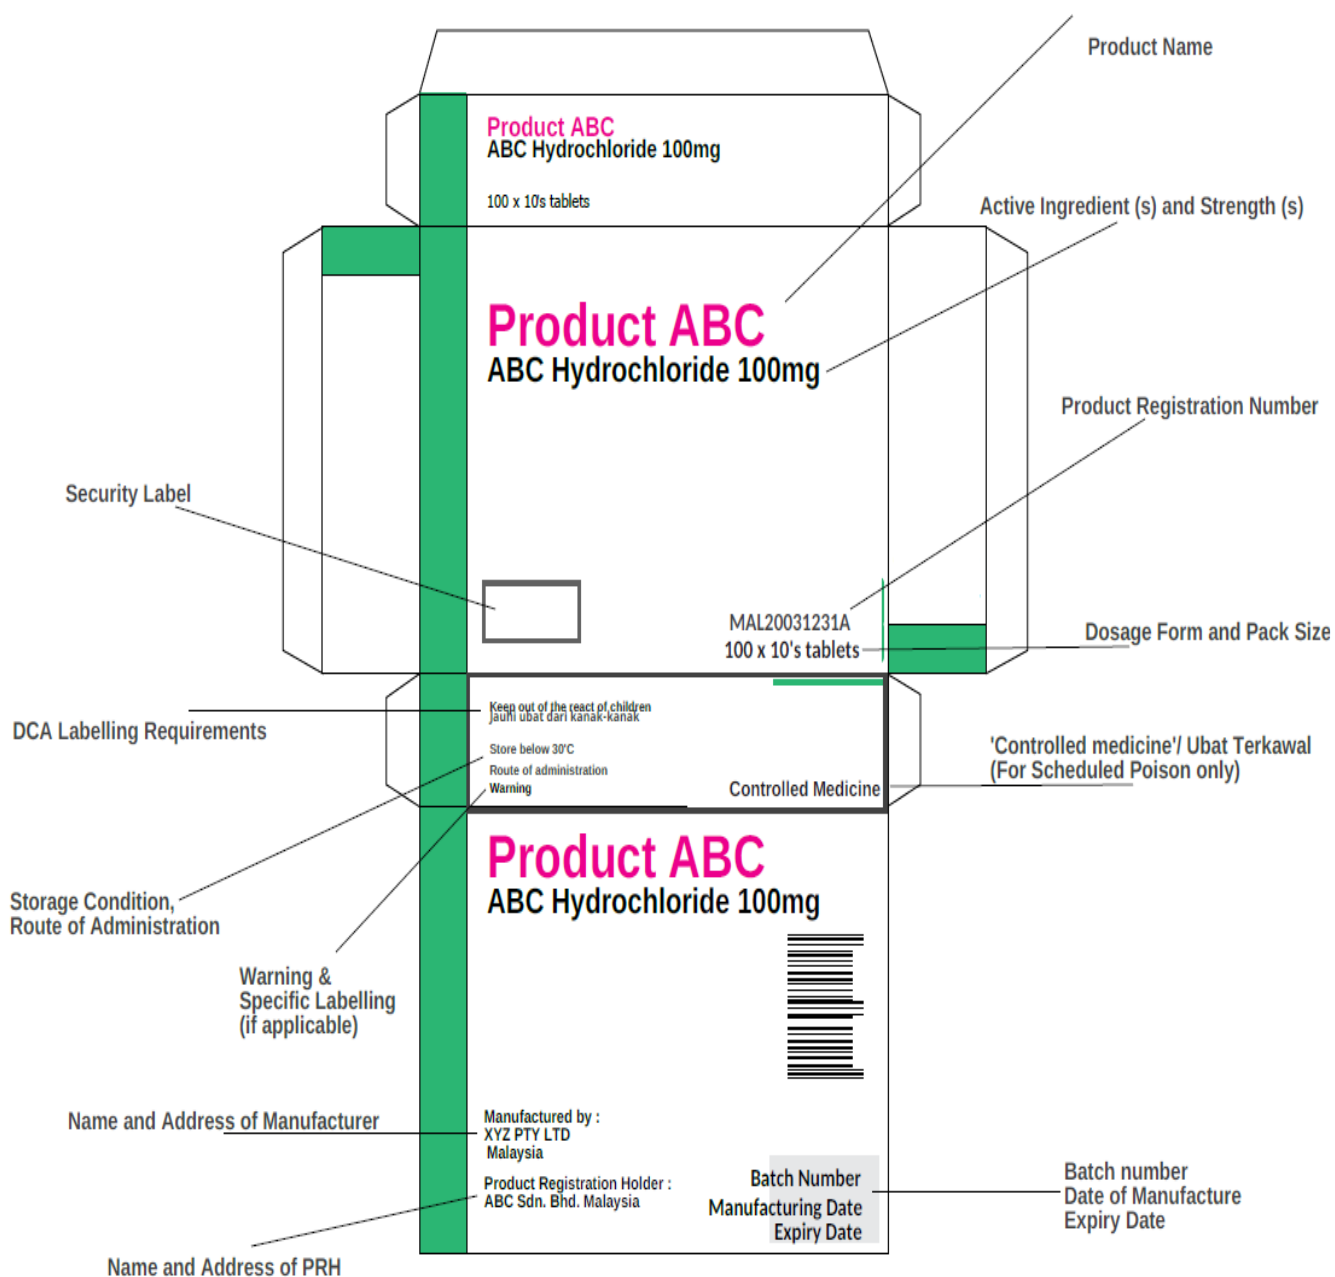 Product Name
Product ABC
ABC Hydrochloride 100mg
100 x 10's tablets
Active Ingredient (s) and Strength (s)
Product ABC
ABC Hydrochloride 100mg
Product Registration Number
Security Label
MAL20031231A
100 x 10's tablets
Dosage Form and Pack Size
Keep out of the react of children
Jauhi ubat dari kanak-kanak
DCA Labelling Requirements
Store below 30'C
Route of administration
Warning
Controlled Medicine
'Controlled medicine'/ Ubat Terkawal
(For Scheduled Poison only)
Product ABC
ABC Hydrochloride 100mg
Storage Condition,
Route of Administration
Warning &
Specific Labelling
(if applicable)
Name and Address of Manufacturer
Manufactured by :
XYZ PTY LTD
Malaysia
Product Registration Holder :
ABC Sdn. Bhd. Malaysia
Batch Number
Manufacturing Date
Expiry Date
Batch number
Date of Manufacture
Expiry Date
Name and Address of PRH